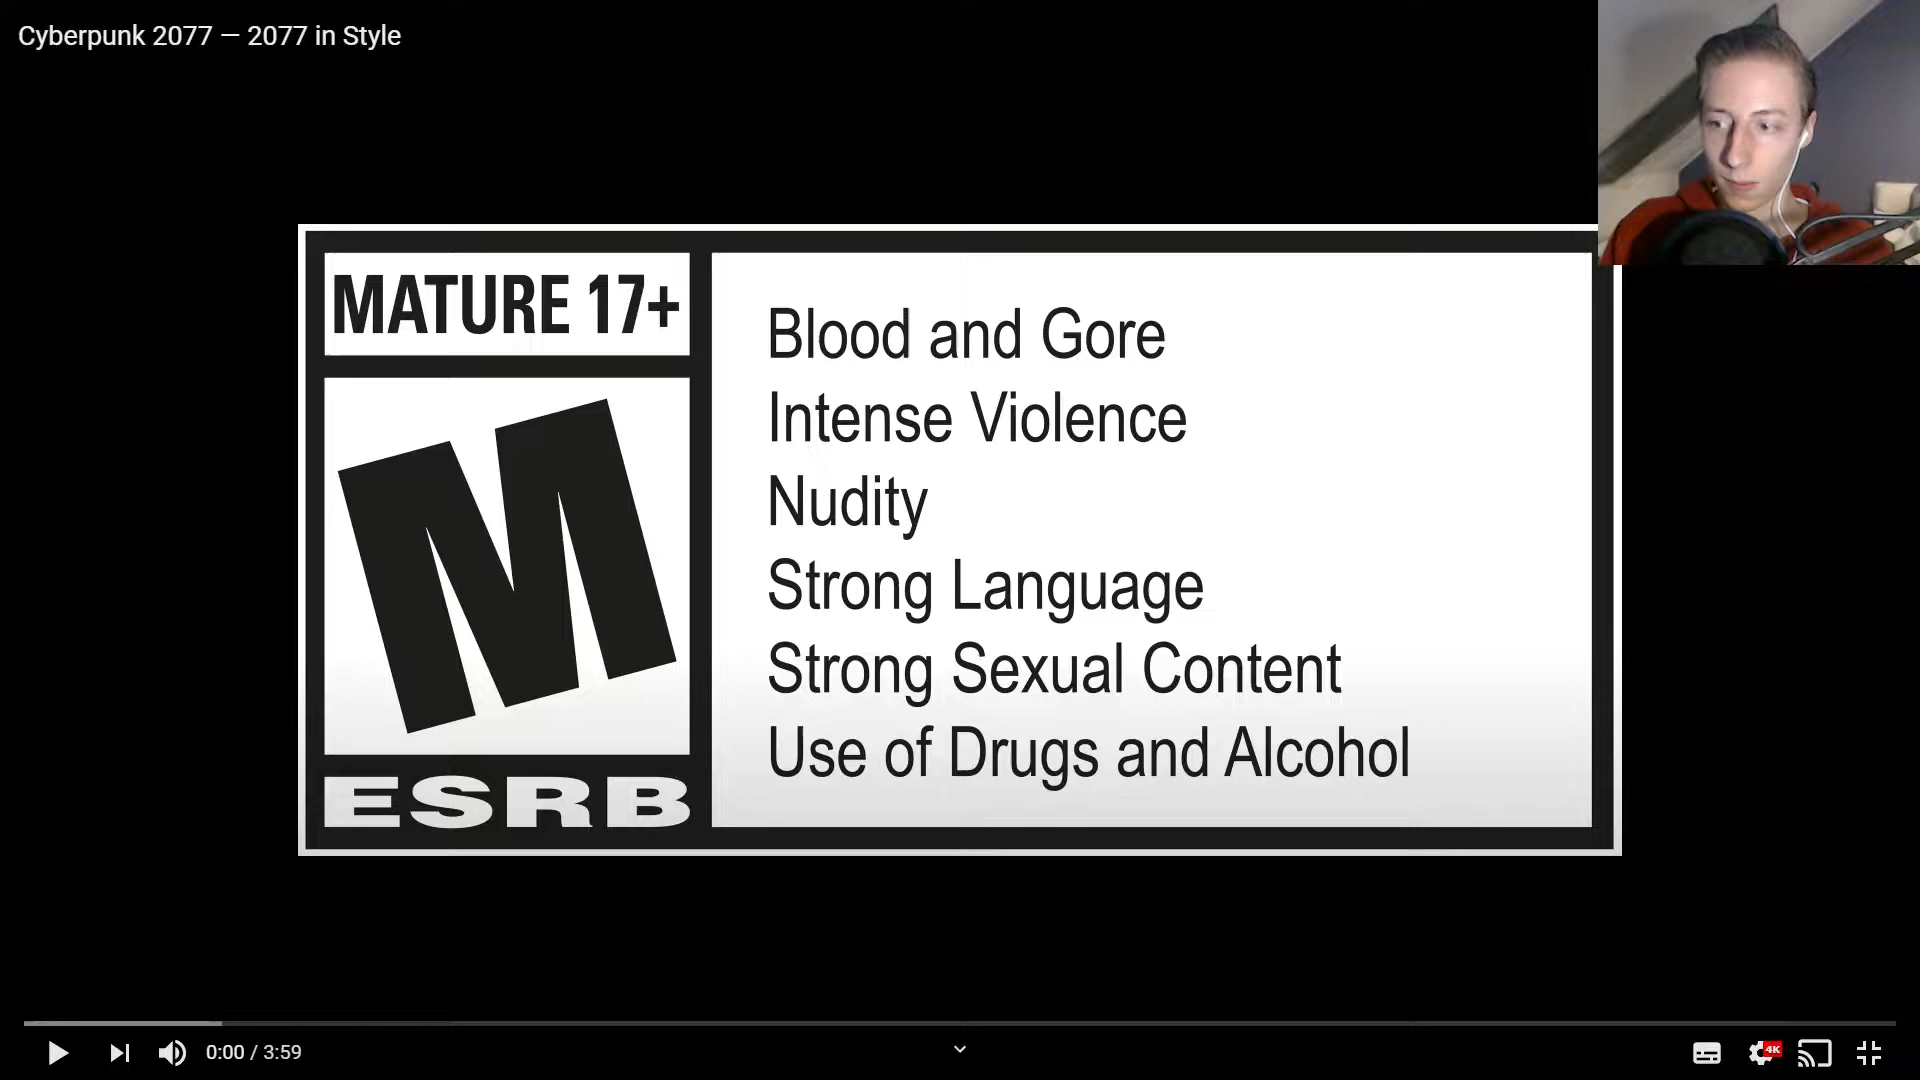 Cyberpunk 2077 — 2077 in Style
MATURE 17+
M
ESRB
Blood and Gore
Intense Violence
Nudity
Strong Language
Strong Sexual Content
Use of Drugs and Alcohol
0:00 / 3:59
4K